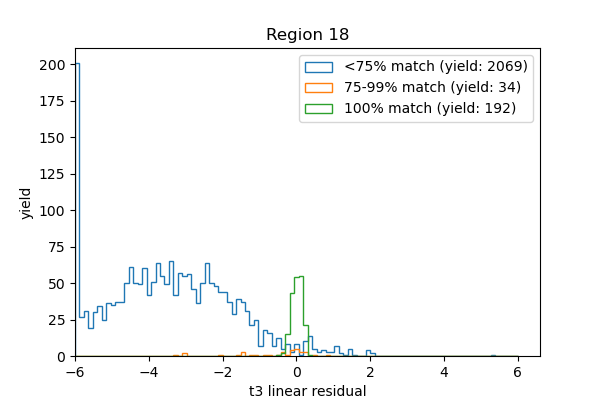 Region 18
<75% match (yield: 2069)
75-99% match (yield: 34)
100% match (yield: 192)
200
175
150
125
100
75
50
25
0
yield
−6 −4 −2 0 2 4 6
t3 linear residual